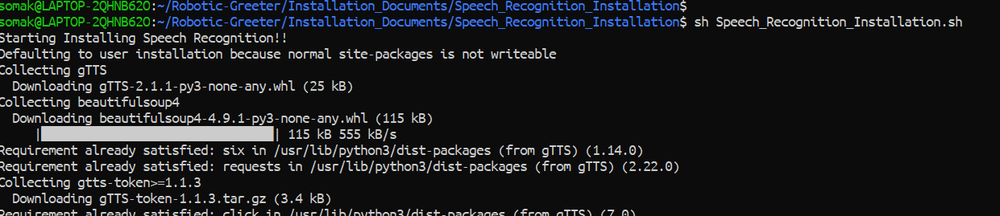 somak@LAPTOP-2QHNB62O:~/Robotic-Greeter/Installation_Documents/Speech_Recognition_Installation$
somak@LAPTOP-2QHNB62O:~/Robotic-Greeter/Installation_Documents/Speech_Recognition_Installation$ sh Speech_Recognition_Installation.sh
Starting Installing Speech Recognition!!
Defaulting to user installation because normal site-packages is not writeable
Collecting gTTS
  Downloading gTTS-2.1.1-py3-none-any.whl (25 kB)
Collecting beautifulsoup4
  Downloading beautifulsoup4-4.9.1-py3-none-any.whl (115 kB)
     |████████████████████████████████| 115 kB 555 kB/s
Requirement already satisfied: six in /usr/lib/python3/dist-packages (from gTTS) (1.14.0)
Requirement already satisfied: requests in /usr/lib/python3/dist-packages (from gTTS) (2.22.0)
Collecting gtts-token>=1.1.3
  Downloading gTTS-token-1.1.3.tar.gz (3.4 kB)
Requirement already satisfied: click in /usr/lib/python3/dist-packages (from gTTS) (7.0)